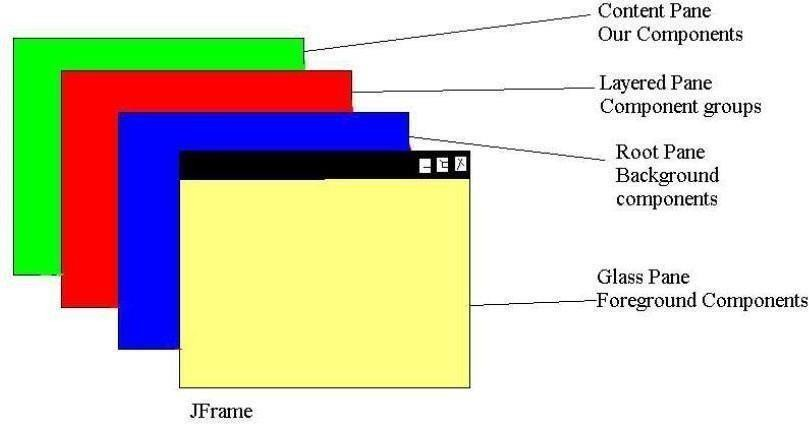 Content Pane
Our Components
Layered Pane
Component groups
Root Pane
Background
components
Glass Pane
Foreground Components
JFrame